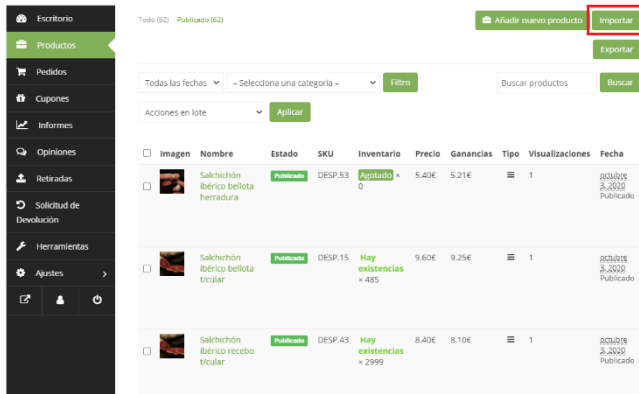 Escritorio
Productos
Pedidos
Cupones
Informes
Opiniones
Retiradas
Solicitud de
Devolución
Herramientas
Ajustes
Todo (62) Publicado (62)
Añadir nuevo producto
Importar
Exportar
Todas las fechas
– Selecciona una categoría –
Filtro
Buscar productos
Buscar
Acciones en lote
Aplicar
Imagen Nombre Estado SKU Inventario Precio Ganancias Tipo Visualizaciones Fecha
Salchichón
ibérico bellota
herradura
Publicado
DESP.53
Agotado ×
0
5.40€
5.21€
1
octubre
3, 2020
Publicado
Salchichón
ibérico bellota
t/cular
Publicado
DESP.15
Hay
existencias
× 485
9.60€
9.25€
1
octubre
3, 2020
Publicado
Salchichón
ibérico recebo
t/cular
Publicado
DESP.43
Hay
existencias
× 2999
8.40€
8.10€
1
octubre
3, 2020
Publicado